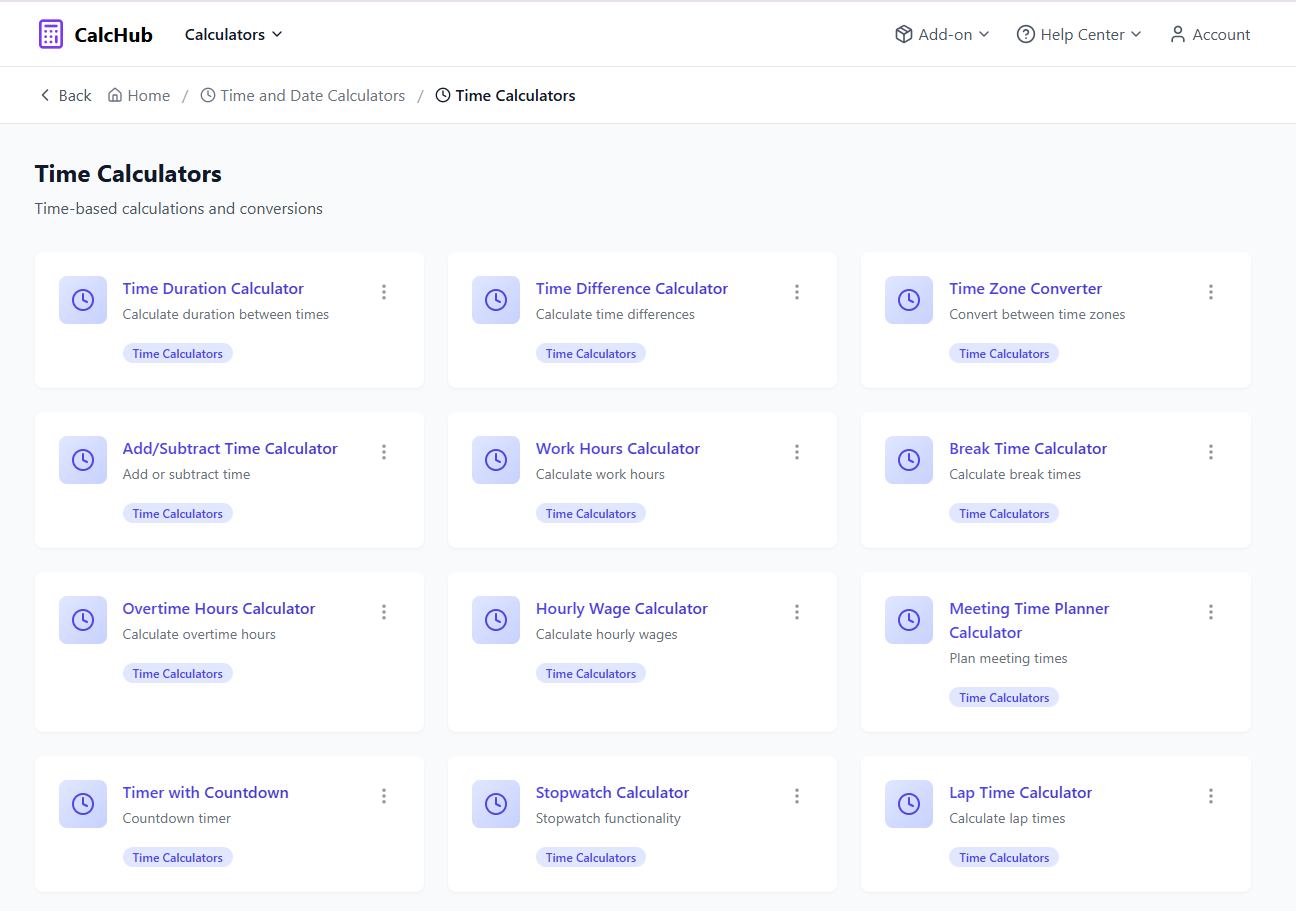 CalcHub Calculators Add-on Help Center Account
Back Home / Time and Date Calculators / Time Calculators
Time Calculators
Time-based calculations and conversions
Time Duration Calculator
Calculate duration between times
Time Calculators
Time Difference Calculator
Calculate time differences
Time Calculators
Time Zone Converter
Convert between time zones
Time Calculators
Add/Subtract Time Calculator
Add or subtract time
Time Calculators
Work Hours Calculator
Calculate work hours
Time Calculators
Break Time Calculator
Calculate break times
Time Calculators
Overtime Hours Calculator
Calculate overtime hours
Time Calculators
Hourly Wage Calculator
Calculate hourly wages
Time Calculators
Meeting Time Planner
Calculator
Plan meeting times
Time Calculators
Timer with Countdown
Countdown timer
Time Calculators
Stopwatch Calculator
Stopwatch functionality
Time Calculators
Lap Time Calculator
Calculate lap times
Time Calculators